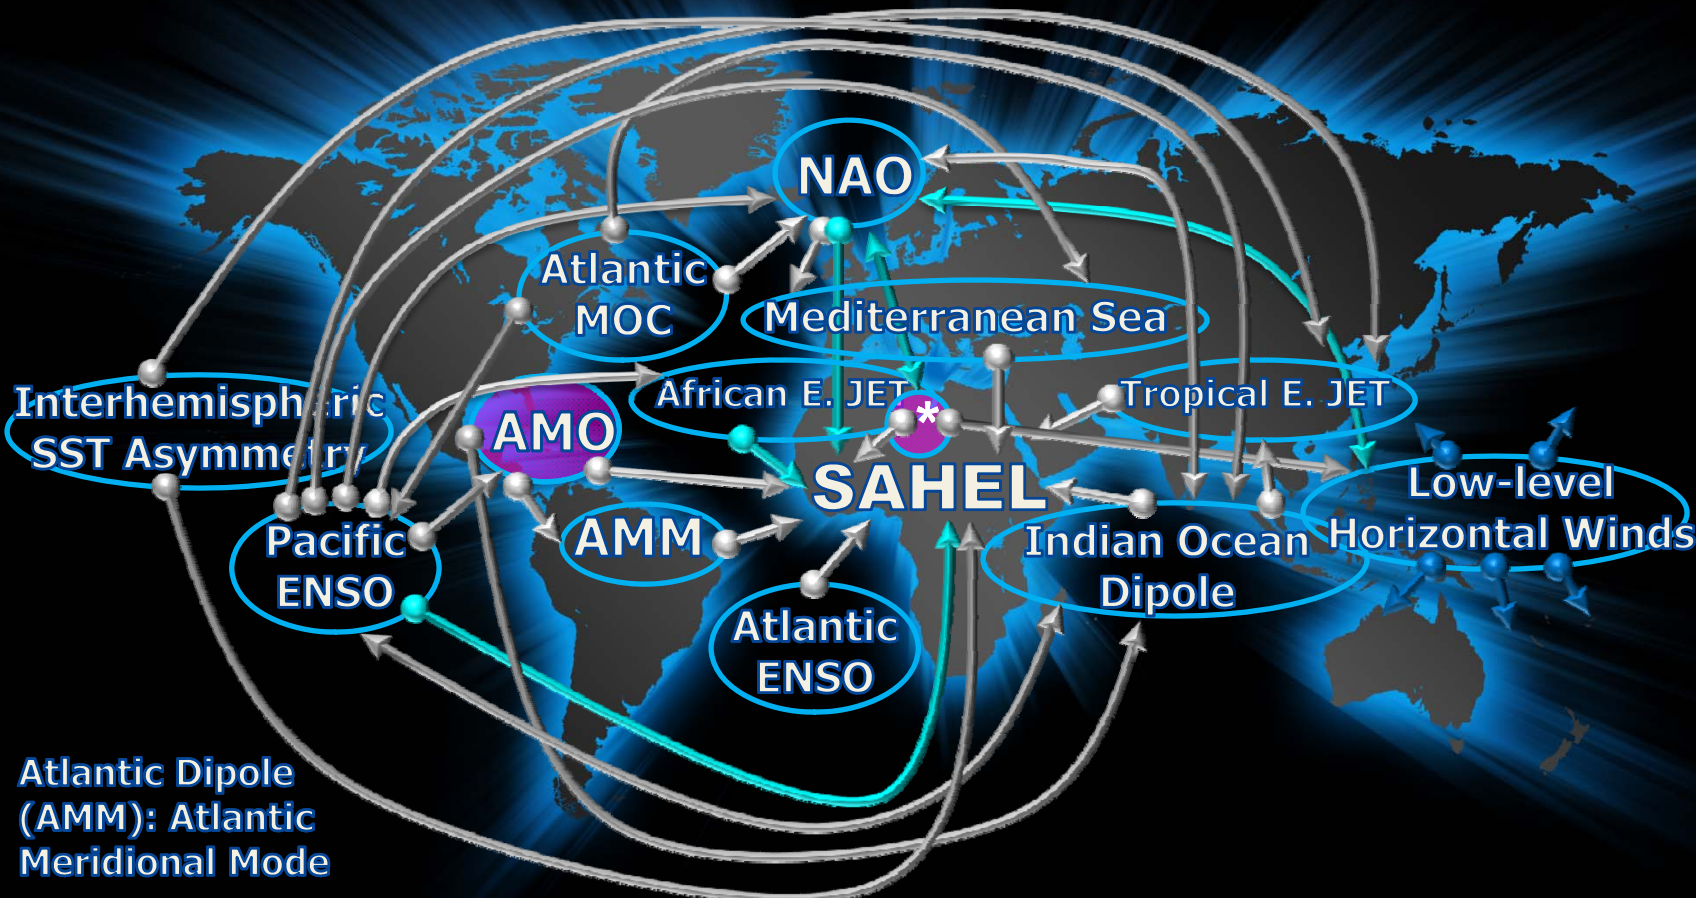 NAO
Atlantic
MOC
Mediterranean Sea
Interhemispheric
SST Asymmetry
African E. JET
*
Tropical E. JET
AMO
SAHEL
Low-level
Horizontal Winds
Pacific
ENSO
AMM
Indian Ocean
Dipole
Atlantic
ENSO
Atlantic Dipole
(AMM): Atlantic
Meridional Mode